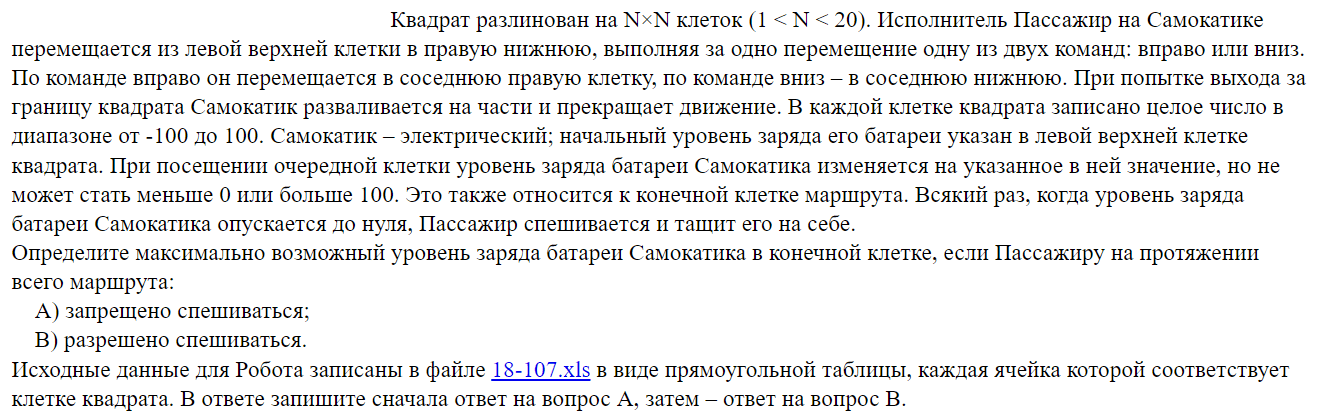 Квадрат разлинован на N×N клеток (1 < N < 20). Исполнитель Пассажир на Самокатике
перемещается из левой верхней клетки в правую нижнюю, выполняя за одно перемещение одну из двух команд: вправо или вниз.
По команде вправо он перемещается в соседнюю правую клетку, по команде вниз – в соседнюю нижнюю. При попытке выхода за
границу квадрата Самокатик разваливается на части и прекращает движение. В каждой клетке квадрата записано целое число в
диапазоне от -100 до 100. Самокатик – электрический; начальный уровень заряда его батареи указан в левой верхней клетке
квадрата. При посещении очередной клетки уровень заряда батареи Самокатика изменяется на указанное в ней значение, но не
может стать меньше 0 или больше 100. Это также относится к конечной клетке маршрута. Всякий раз, когда уровень заряда
батареи Самокатика опускается до нуля, Пассажир спешивается и тащит его на себе.
Определите максимально возможный уровень заряда батареи Самокатика в конечной клетке, если Пассажиру на протяжении
всего маршрута:
A) запрещено спешиваться;
B) разрешено спешиваться.
Исходные данные для Робота записаны в файле 18-107.xls в виде прямоугольной таблицы, каждая ячейка которой соответствует
клетке квадрата. В ответе запишите сначала ответ на вопрос A, затем – ответ на вопрос B.